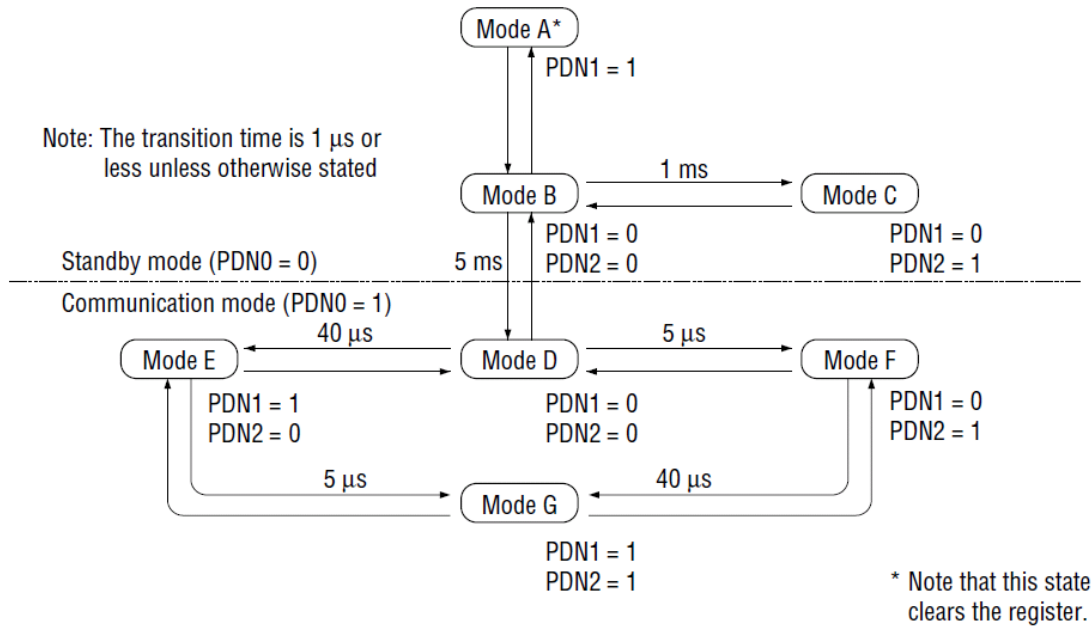 Mode A*
PDN1 = 1
Note: The transition time is 1 μs or
less unless otherwise stated
1 ms
Mode B
Mode C
PDN1 = 0
PDN2 = 0
PDN1 = 0
PDN2 = 1
Standby mode (PDN0 = 0)
5 ms
Communication mode (PDN0 = 1)
40 μs
5 μs
Mode E
Mode D
Mode F
PDN1 = 1
PDN2 = 0
PDN1 = 0
PDN2 = 0
PDN1 = 0
PDN2 = 1
5 μs
40 μs
Mode G
PDN1 = 1
PDN2 = 1
* Note that this state
clears the register.